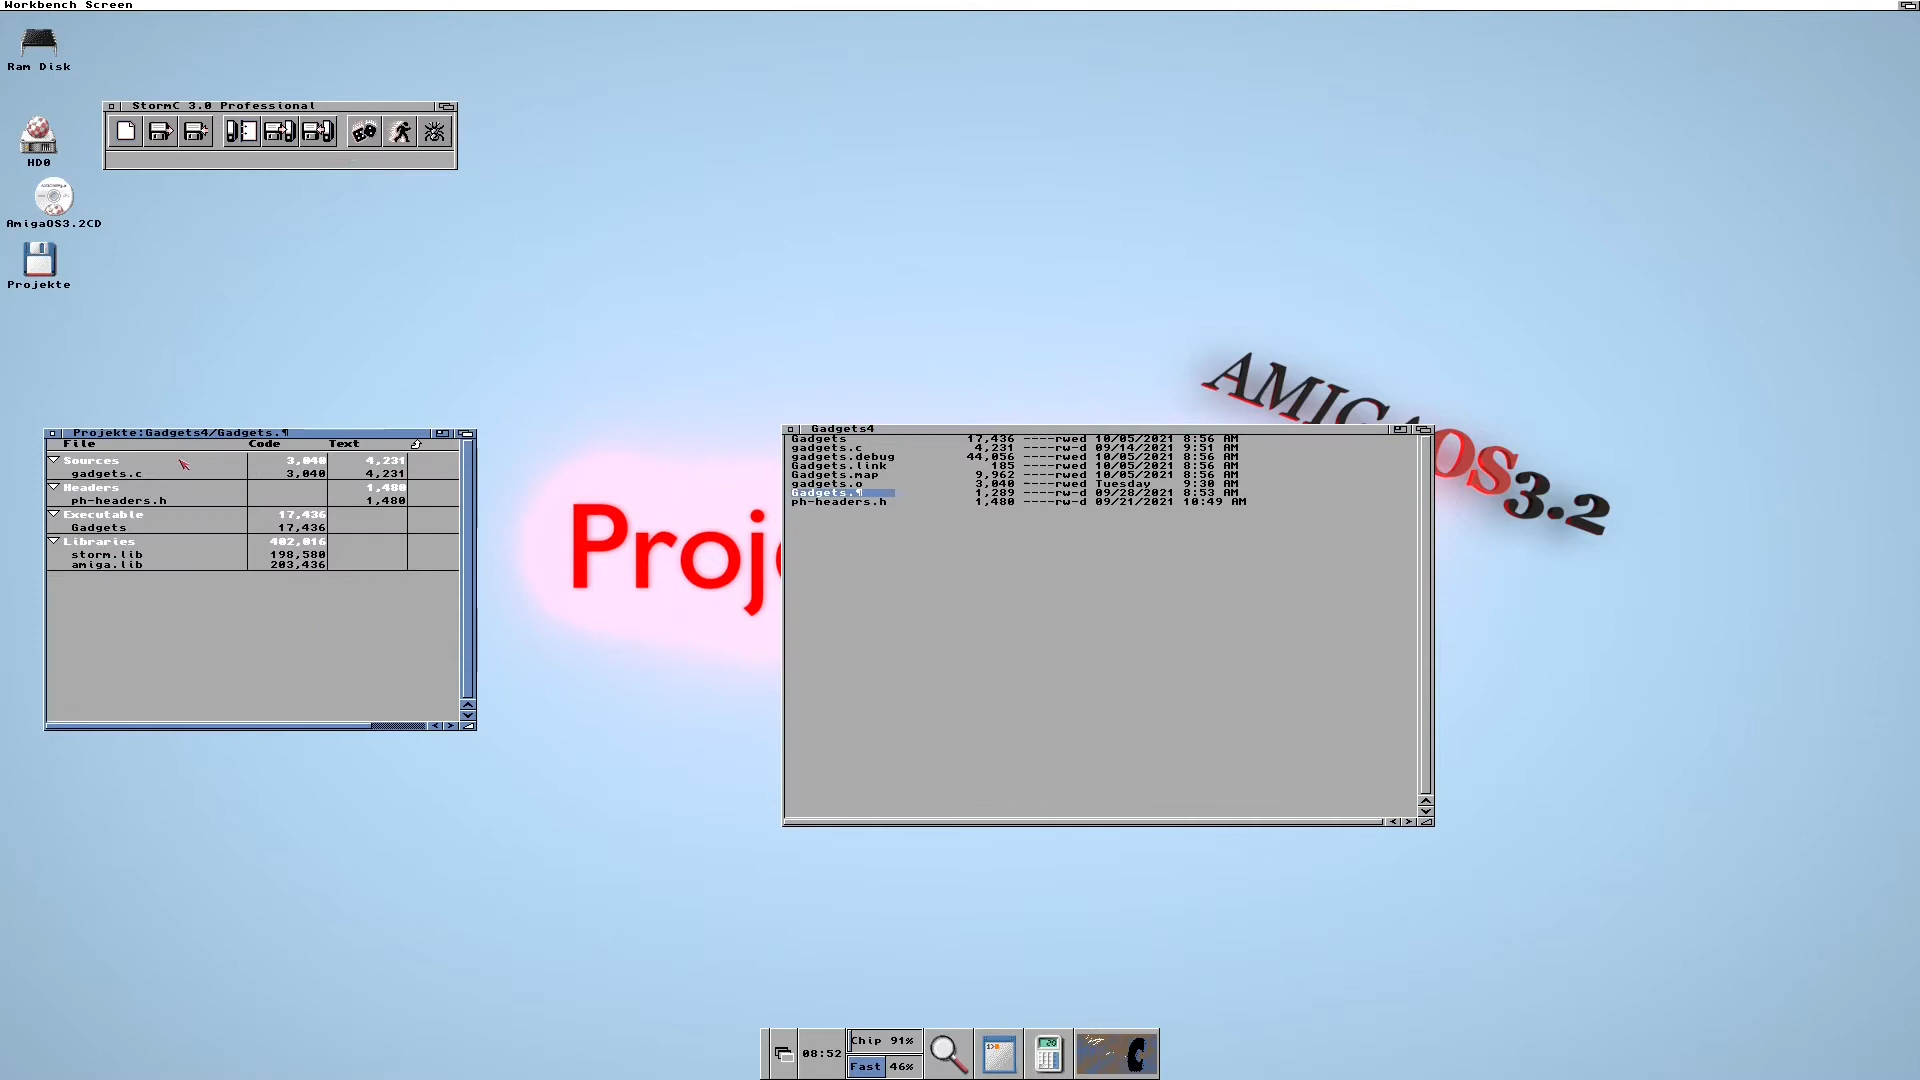 Workbench Screen
Ram Disk
StormC 3.0 Professional
HD0
AmigaOS3.2CD
Projekte
AMIGAOS3.2
Projekte:Gadgets4/Gadgets.¶
File Code Text
Sources 3,040 4,231
gadgets.c 3,040 4,231
Headers 1,480
ph-headers.h 1,480
Executable 17,436
Gadgets 17,436
Libraries 402,016
storm.lib 198,580
amiga.lib 203,436
Proj
Gadgets4
Gadgets 17,436 ----rwed 10/05/2021 8:56 AM
gadgets.c 4,231 ----rwed 09/14/2021 9:51 AM
gadgets.debug 44,056 ----rwed 10/05/2021 8:56 AM
Gadgets.link 185 ----rwed 10/05/2021 8:56 AM
Gadgets.map 9,962 ----rwed 10/05/2021 8:56 AM
gadgets.o 3,040 ----rwed Tuesday 9:30 AM
Gadgets.¶ 1,289 ----rw-d 09/28/2021 8:53 AM
ph-headers.h 1,480 ----rw-d 09/21/2021 10:49 AM
08:52
Chip 91%
Fast 46%